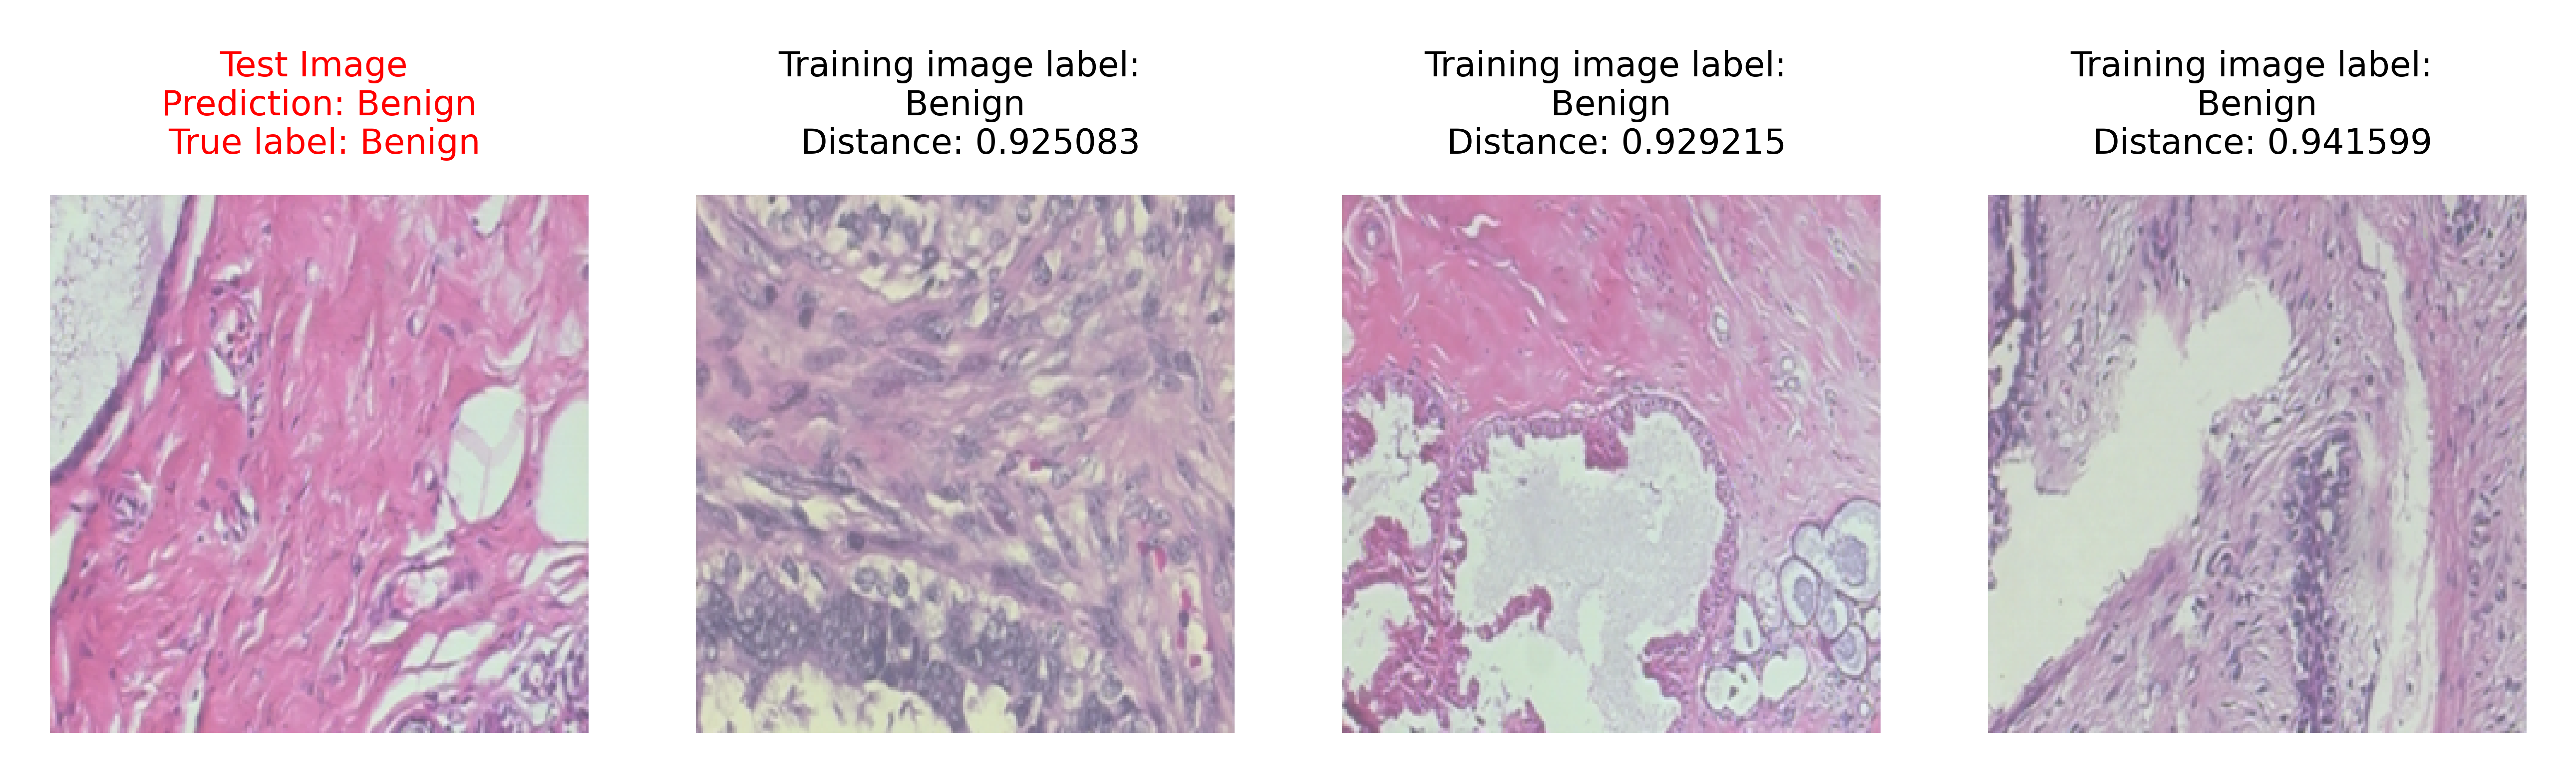 Test Image
Prediction: Benign
True label: Benign
Training image label:
Benign
Distance: 0.925083
Training image label:
Benign
Distance: 0.929215
Training image label:
Benign
Distance: 0.941599